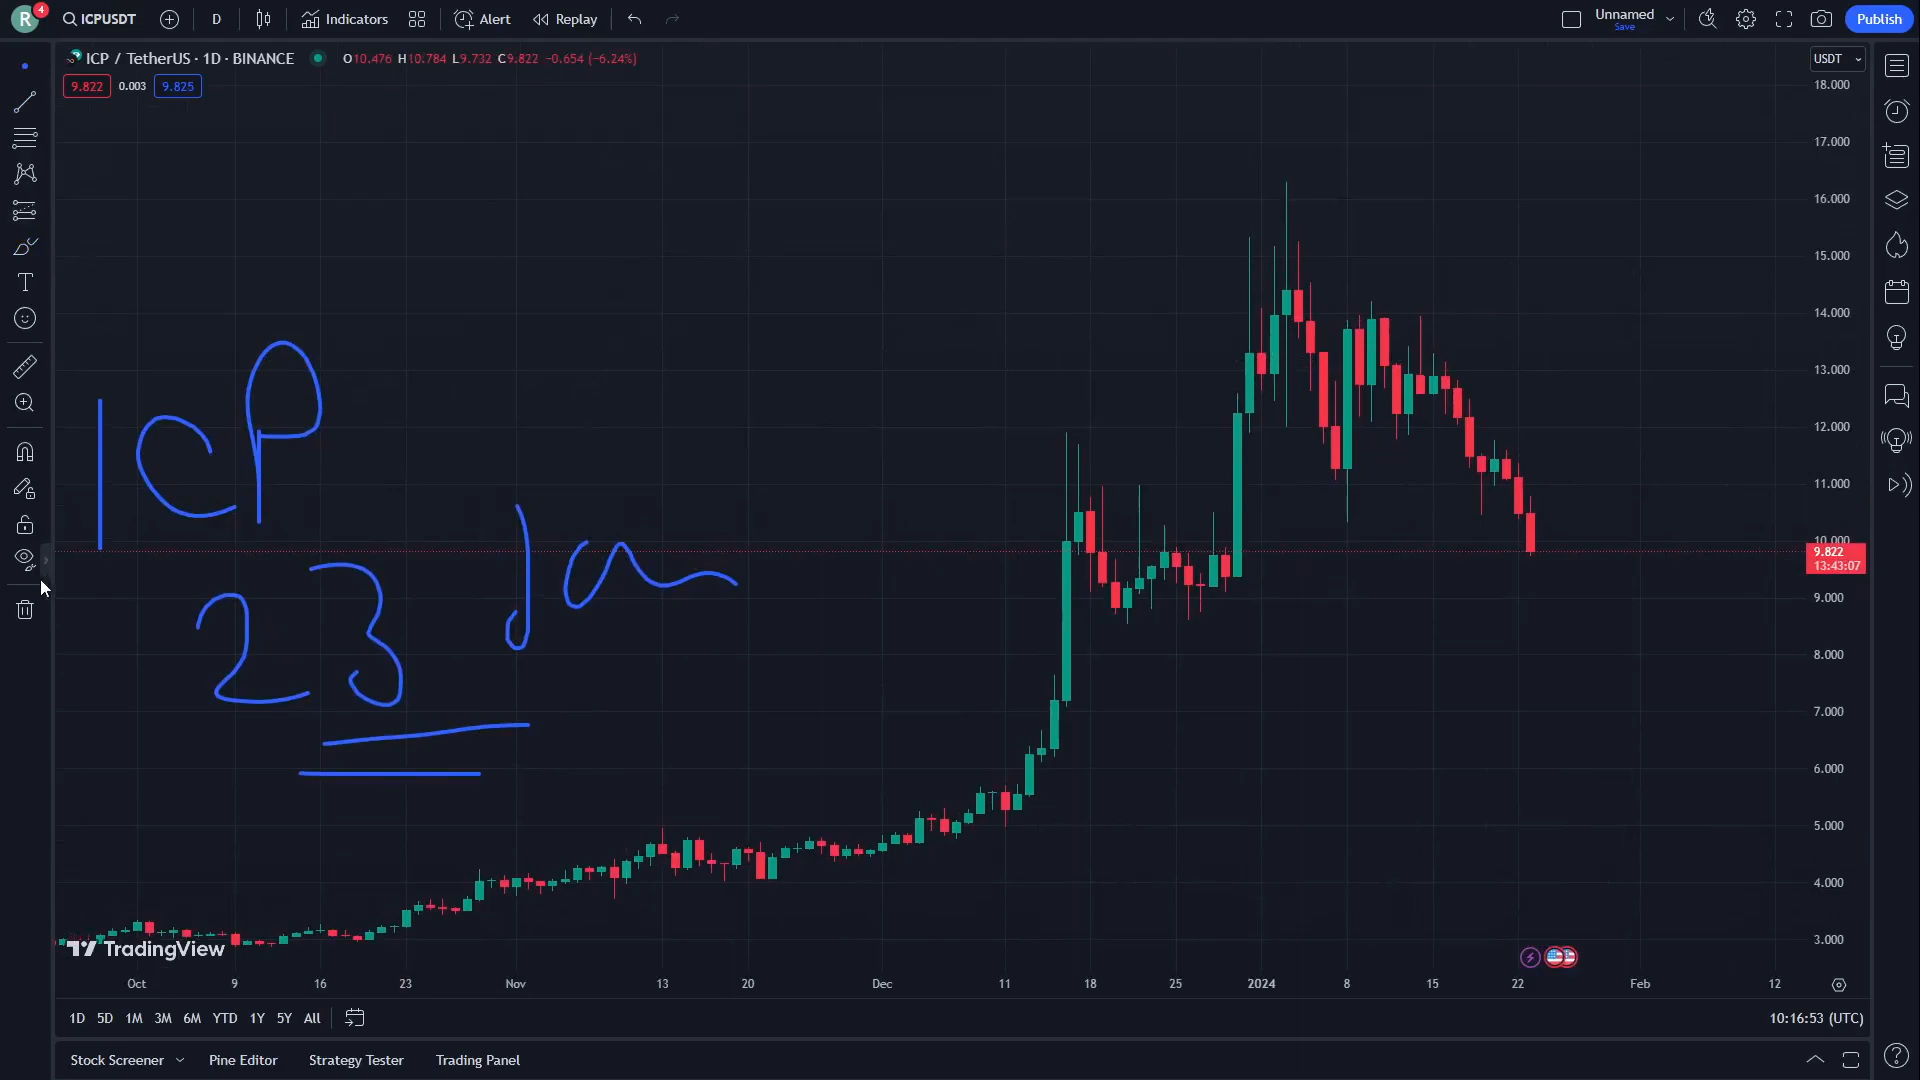 R 4 ICPUSDT D Indicators Alert Replay Unnamed Save Publish
ICP / TetherUS · 1D · BINANCE O10.476 H10.784 L9.732 C9.822 −0.654 (−6.24%) USDT
9.822 0.003 9.825
18.000
17.000
16.000
15.000
14.000
13.000
12.000
11.000
10.000
9.822
13:43:07
9.000
8.000
7.000
6.000
5.000
4.000
3.000
ICP
23 Jan
TradingView
Oct 9 16 23 Nov 13 20 Dec 11 18 25 2024 8 15 22 Feb 12
1D 5D 1M 3M 6M YTD 1Y 5Y All 10:16:53 (UTC)
Stock Screener Pine Editor Strategy Tester Trading Panel